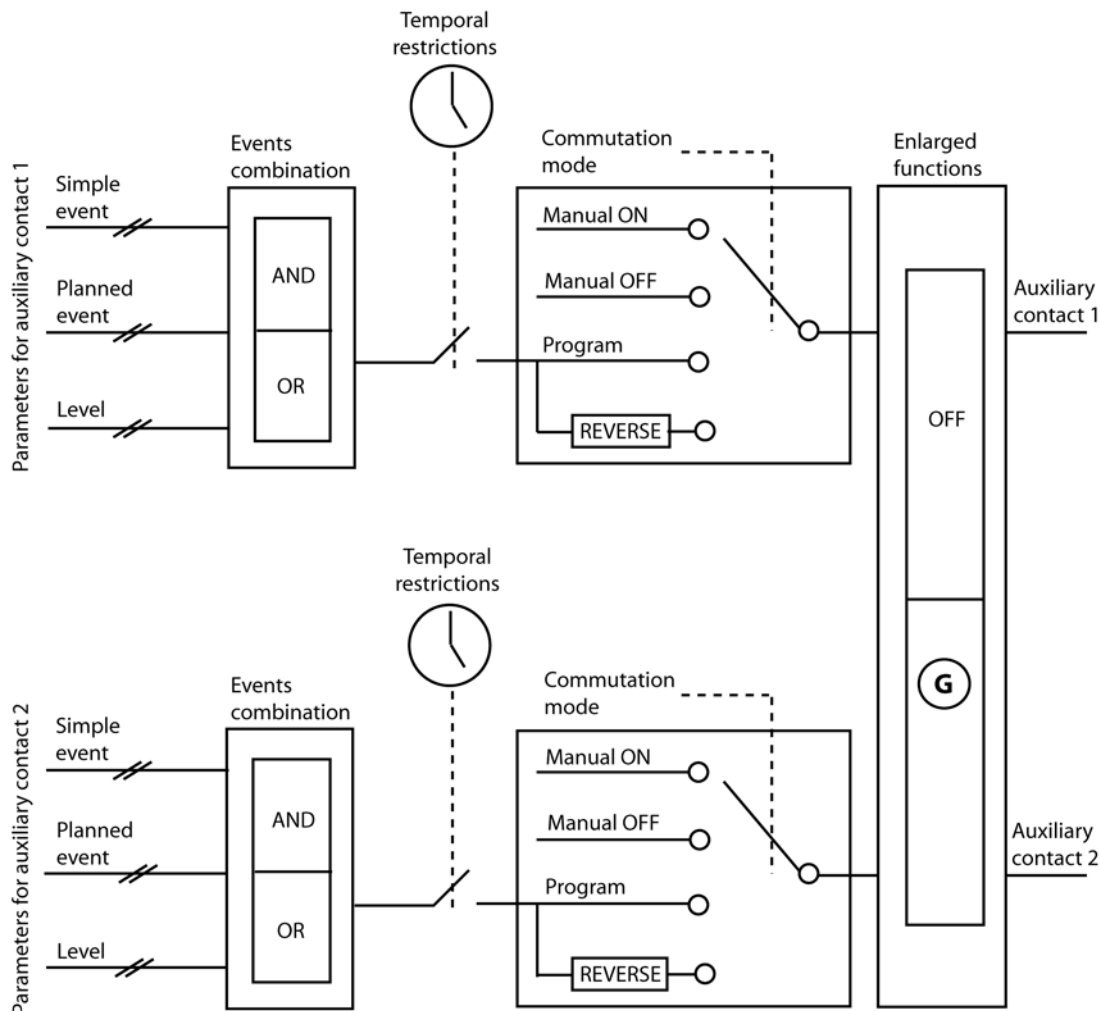 Temporal
restrictions
Parameters for auxiliary contact 1
Simple
event
Planned
event
Level
Events
combination
AND
OR
Commutation
mode
Manual ON
Manual OFF
Program
REVERSE
Enlarged
functions
OFF
G
Auxiliary
contact 1
Temporal
restrictions
Parameters for auxiliary contact 2
Simple
event
Planned
event
Level
Events
combination
AND
OR
Commutation
mode
Manual ON
Manual OFF
Program
REVERSE
Auxiliary
contact 2